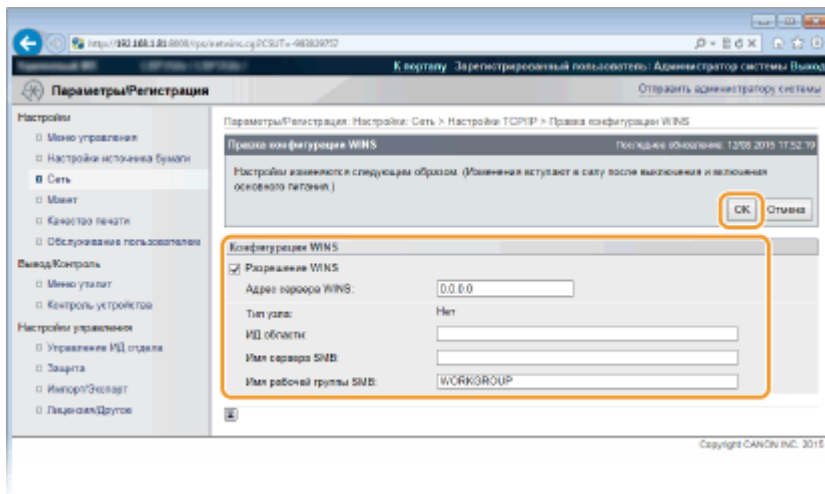 К порталу Зарегистрированный пользователь: Администратор системы Выход
Параметры/Регистрация
Отправить администратору системы
Настройки
Меню управления
Настройки источника бумаги
Сеть
Макет
Качество печати
Обслуживание пользователем
Вывод/Контроль
Меню утилит
Контроль устройства
Настройки управления
Управление ИД отдела
Защита
Импорт/Экспорт
Лицензия/Другое
Параметры/Регистрация: Настройки: Сеть > Настройки TCP/IP > Правка конфигурации WINS
Правка конфигурации WINS
Последнее обновление: 12/08 2015 17:52:19
Настройки изменяются следующим образом. (Изменения вступают в силу после выключения и включения
основного питания.)
OK Отмена
Конфигурация WINS
Разрешение WINS
Адрес сервера WINS: 0.0.0.0
Тип узла: Нет
ИД области:
Имя сервера SMB:
Имя рабочей группы SMB: WORKGROUP
Copyright CANON INC. 2015